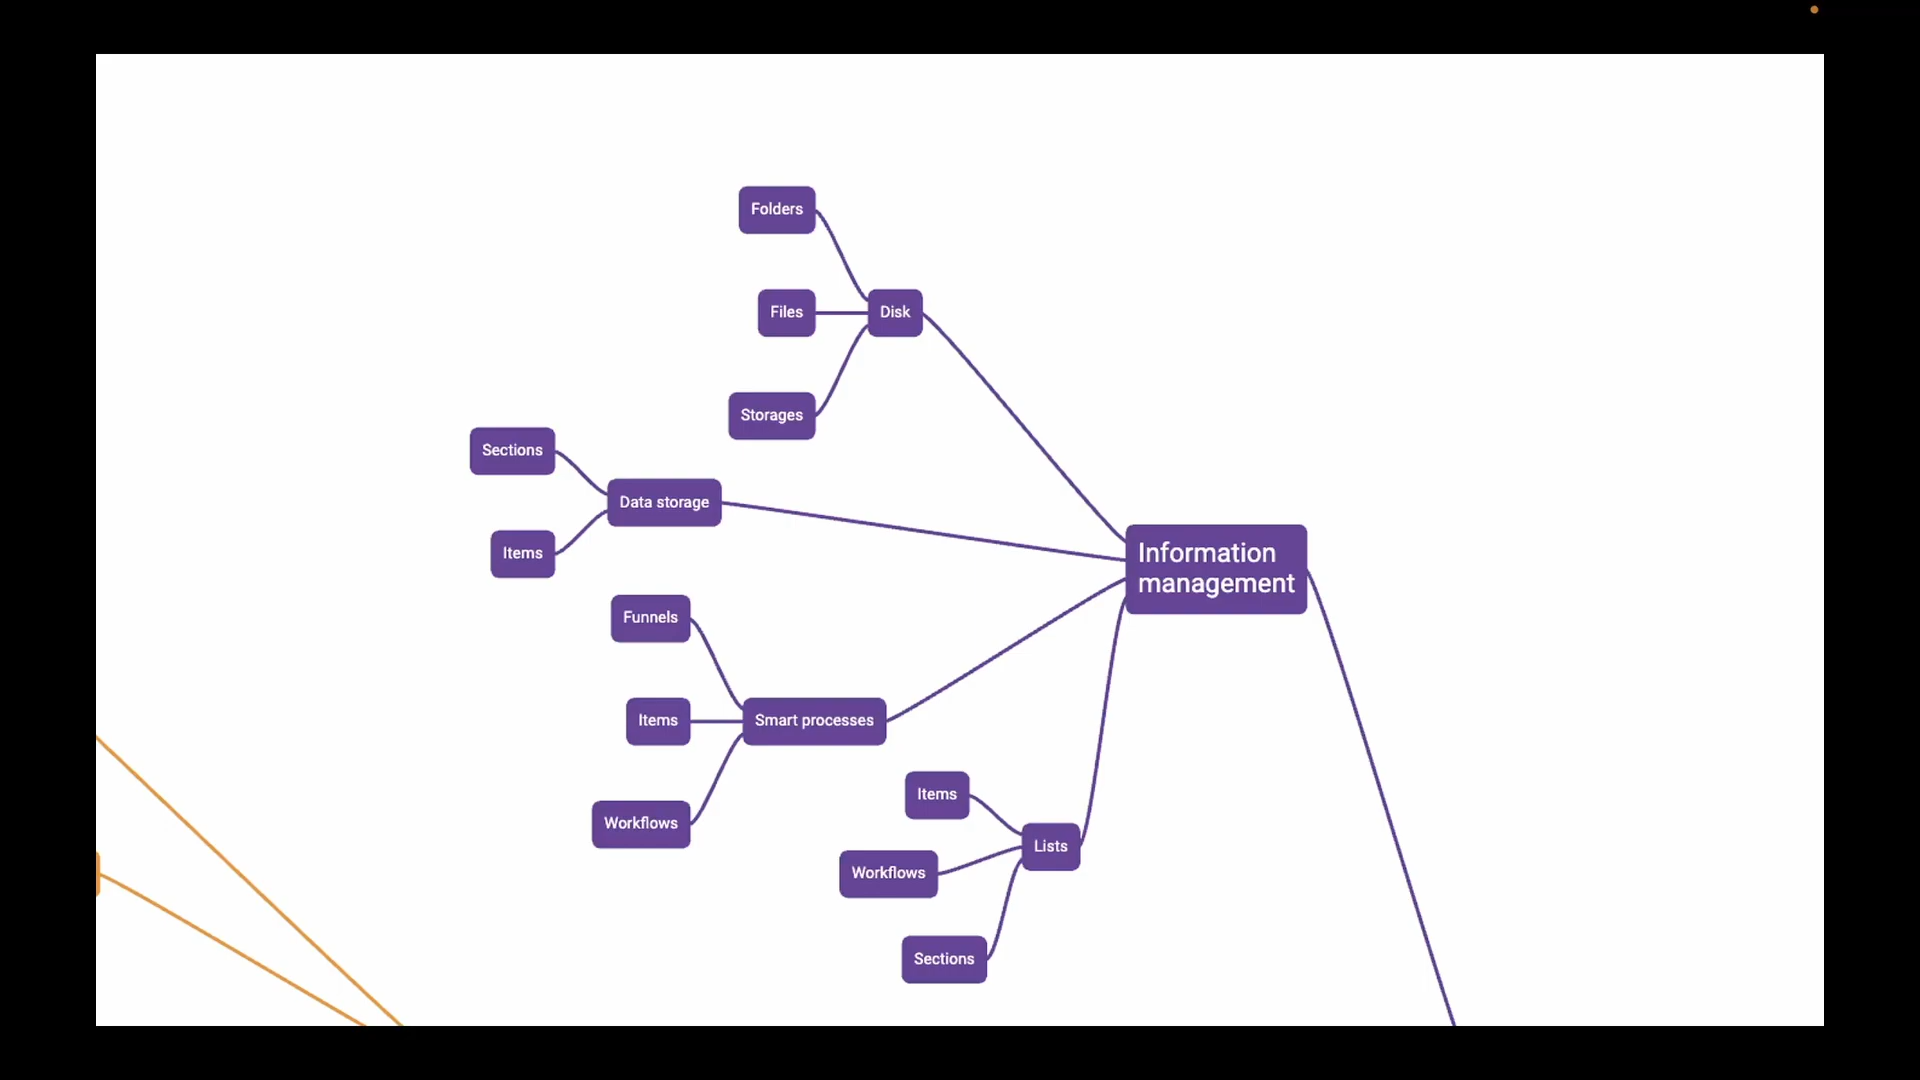 Folders
Files
Disk
Storages
Sections
Data storage
Items
Information
management
Funnels
Items
Smart processes
Workflows
Items
Lists
Workflows
Sections